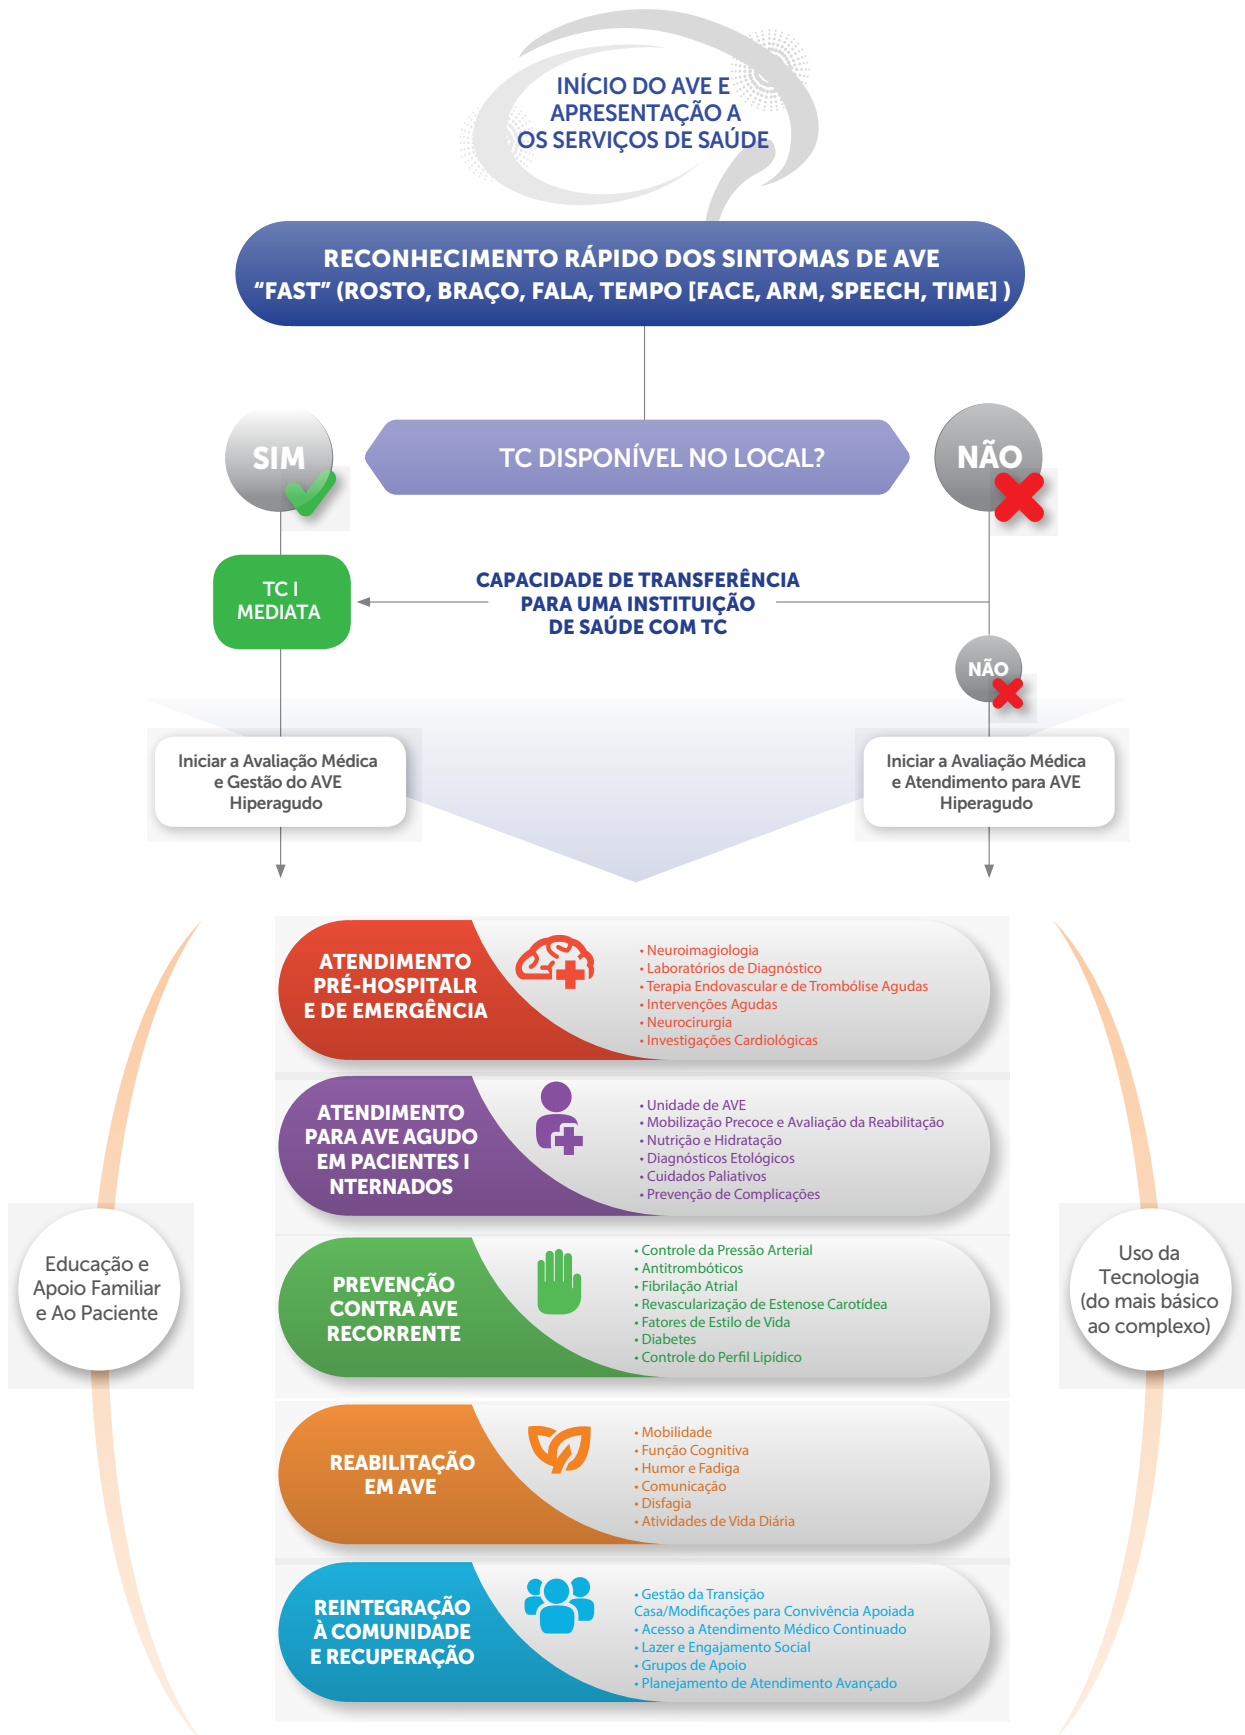 INÍCIO DO AVE E
APRESENTAÇÃO A
OS SERVIÇOS DE SAÚDE
RECONHECIMENTO RÁPIDO DOS SINTOMAS DE AVE
“FAST” (ROSTO, BRAÇO, FALA, TEMPO [FACE, ARM, SPEECH, TIME] )
SIM
TC DISPONÍVEL NO LOCAL?
NÃO
TC I
MEDIATA
CAPACIDADE DE TRANSFERÊNCIA
PARA UMA INSTITUIÇÃO
DE SAÚDE COM TC
NÃO
Iniciar a Avaliação Médica
e Gestão do AVE
Hiperagudo
Iniciar a Avaliação Médica
e Atendimento para AVE
Hiperagudo
ATENDIMENTO
PRÉ-HOSPITALR
E DE EMERGÊNCIA
• Neuroimagiologia
• Laboratórios de Diagnóstico
• Terapia Endovascular e de Trombólise Agudas
• Intervenções Agudas
• Neurocirurgia
• Investigações Cardiológicas
ATENDIMENTO
PARA AVE AGUDO
EM PACIENTES I
NTERNADOS
• Unidade de AVE
• Mobilização Precoce e Avaliação da Reabilitação
• Nutrição e Hidratação
• Diagnósticos Etológicos
• Cuidados Paliativos
• Prevenção de Complicações
Educação e
Apoio Familiar
e Ao Paciente
PREVENÇÃO
CONTRA AVE
RECORRENTE
• Controle da Pressão Arterial
• Antitrombóticos
• Fibrilação Atrial
• Revascularização de Estenose Carotídea
• Fatores de Estilo de Vida
• Diabetes
• Controle do Perfil Lipídico
Uso da
Tecnologia
(do mais básico
ao complexo)
REABILITAÇÃO
EM AVE
• Mobilidade
• Função Cognitiva
• Humor e Fadiga
• Comunicação
• Disfagia
• Atividades de Vida Diária
REINTEGRAÇÃO
À COMUNIDADE
E RECUPERAÇÃO
• Gestão da Transição
Casa/Modificações para Convivência Apoiada
• Acesso a Atendimento Médico Continuado
• Lazer e Engajamento Social
• Grupos de Apoio
• Planejamento de Atendimento Avançado